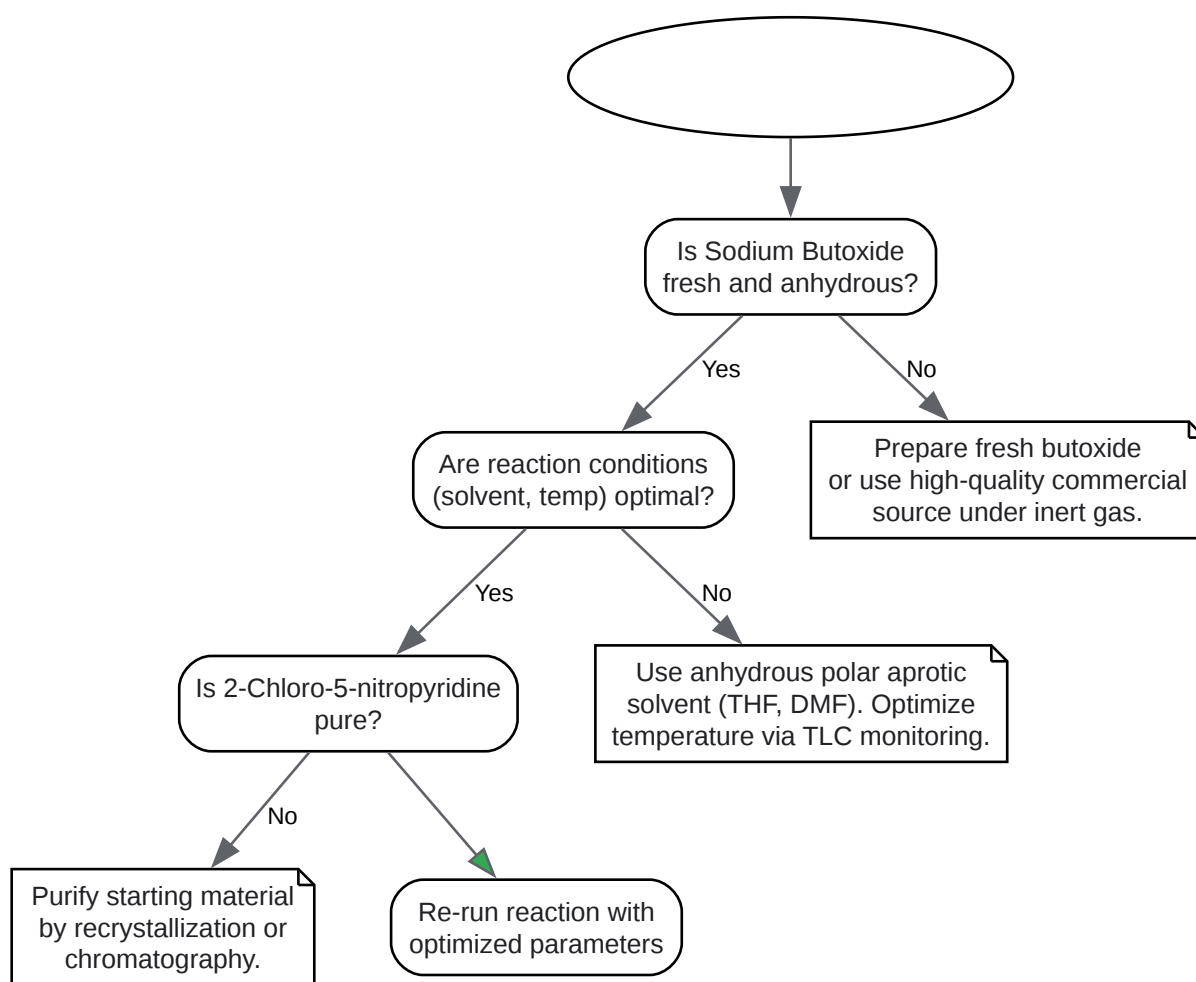 Is Sodium Butoxide
fresh and anhydrous?
Yes
No
Are reaction conditions
(solvent, temp) optimal?
Prepare fresh butoxide
or use high-quality commercial
source under inert gas.
Yes
No
Is 2-Chloro-5-nitropyridine
pure?
Use anhydrous polar aprotic
solvent (THF, DMF). Optimize
temperature via TLC monitoring.
No
Purify starting material
by recrystallization or
chromatography.
Re-run reaction with
optimized parameters